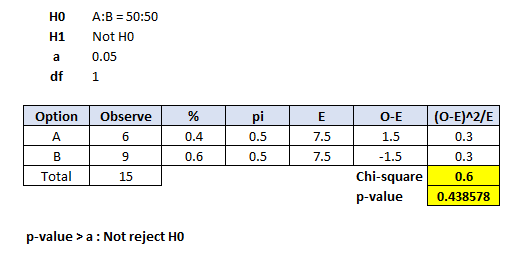 H0 A:B = 50:50
H1 Not H0
a 0.05
df 1
Option Observe % pi E O-E (O-E)^2/E
A 6 0.4 0.5 7.5 1.5 0.3
B 9 0.6 0.5 7.5 -1.5 0.3
Total 15 Chi-square 0.6
p-value 0.438578
p-value > a : Not reject H0